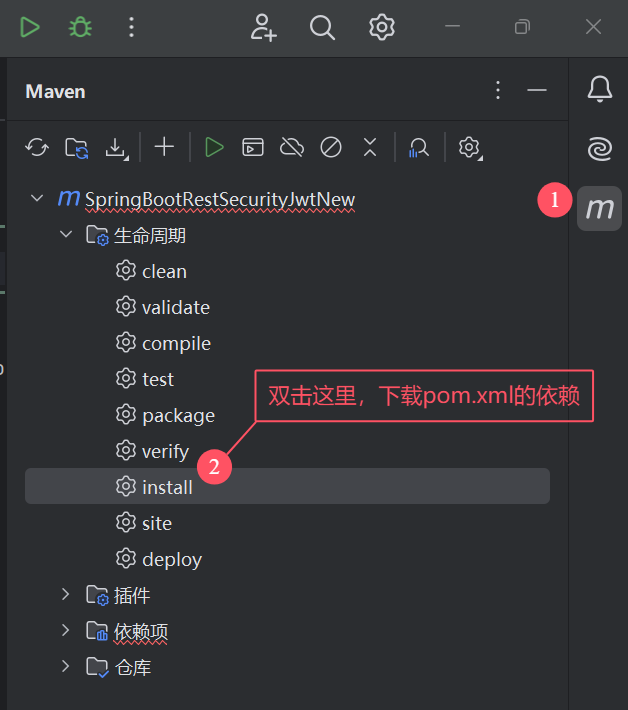 Maven
SpringBootRestSecurityJwtNew
1
m
生命周期
clean
validate
compile
test
双击这里，下载pom.xml的依赖
package
verify
2
install
site
deploy
插件
依赖项
仓库